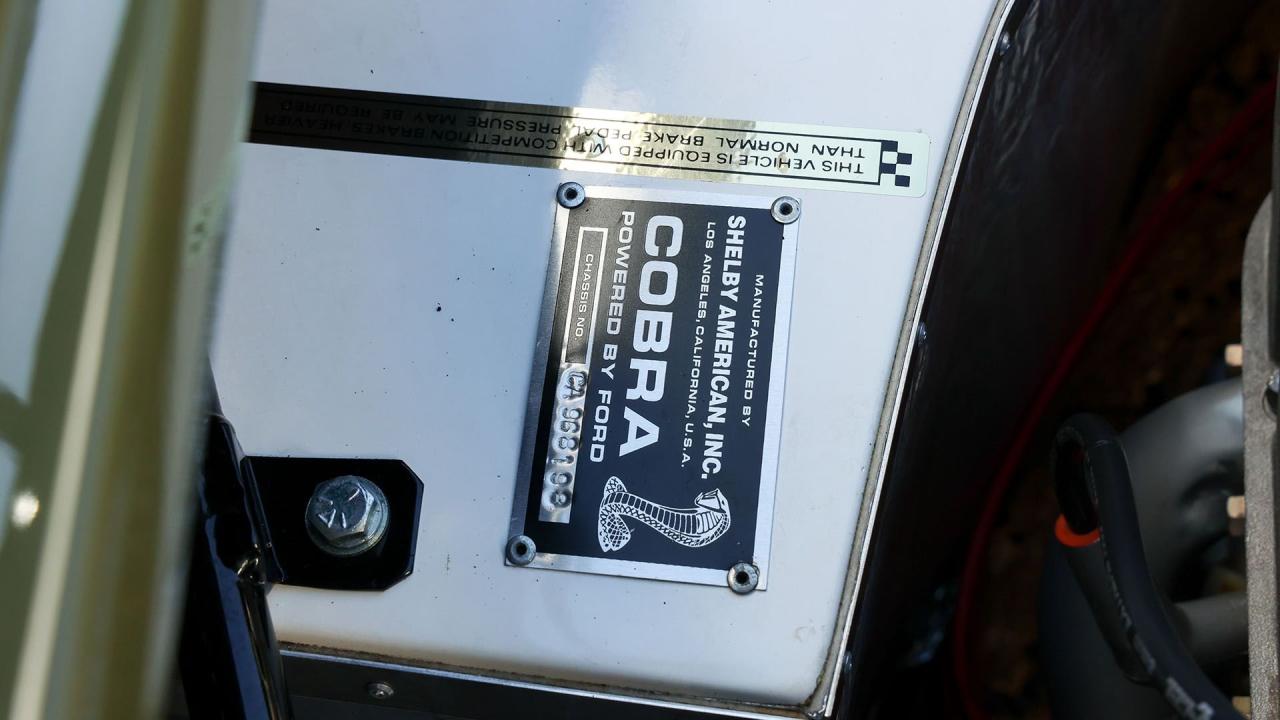 THIS VEHICLE IS EQUIPPED WITH COMPETITION BRAKES. HEAVIER
THAN NORMAL BRAKE PEDAL PRESSURE MAY BE REQUIRED
MANUFACTURED BY
SHELBY AMERICAN, INC.
LOS ANGELES, CALIFORNIA, U.S.A.
COBRA
POWERED BY FORD
CHASSIS NO.